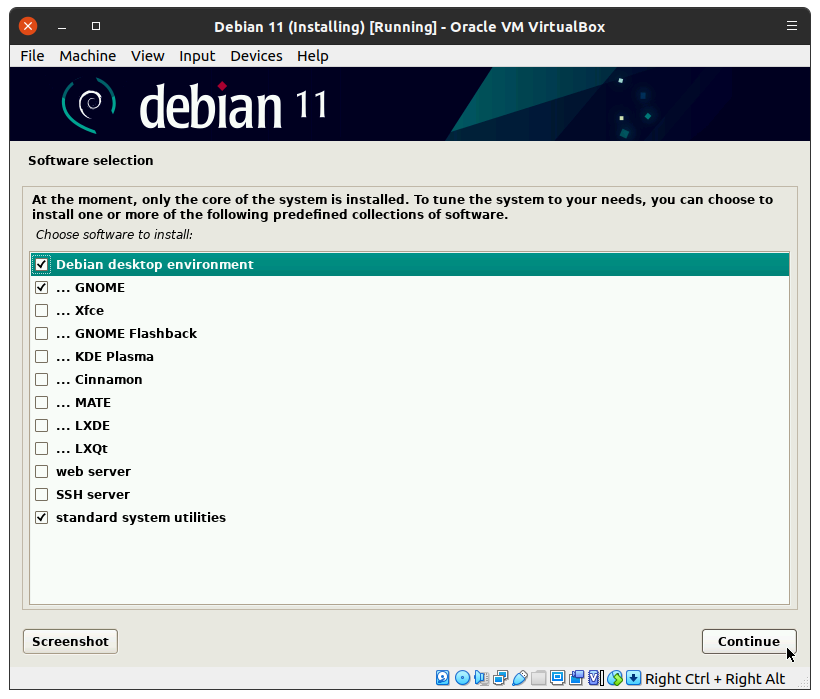 Debian 11 (Installing) [Running] - Oracle VM VirtualBox
File Machine View Input Devices Help
debian 11
Software selection
At the moment, only the core of the system is installed. To tune the system to your needs, you can choose to
install one or more of the following predefined collections of software.
Choose software to install:
Debian desktop environment
... GNOME
... Xfce
... GNOME Flashback
... KDE Plasma
... Cinnamon
... MATE
... LXDE
... LXQt
web server
SSH server
standard system utilities
Screenshot Continue
Right Ctrl + Right Alt